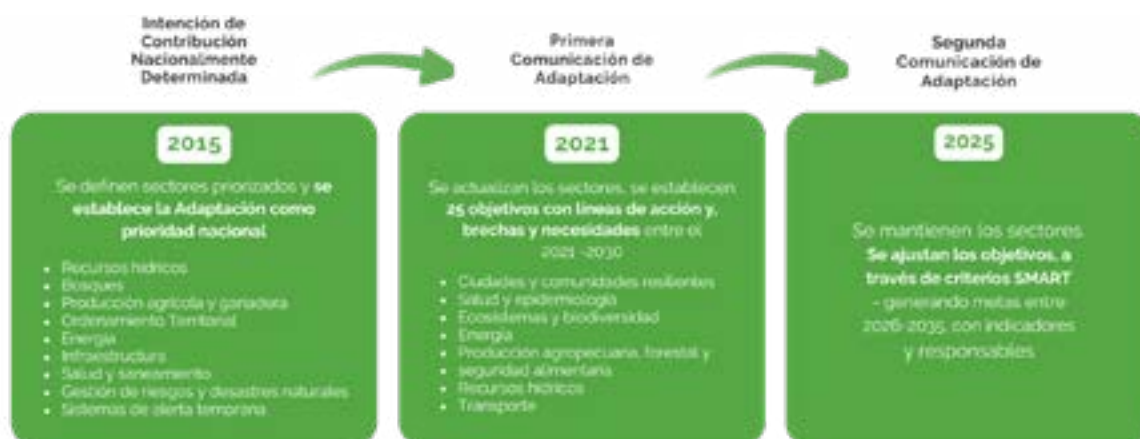 Intención de
Contribución
Nacionalmente
Determinada
Primera
Comunicación de
Adaptación
Segunda
Comunicación de
Adaptación
2015
Se definen sectores priorizados y se
establece la Adaptación como
prioridad nacional
• Recursos hídricos
• Bosques
• Producción agrícola y ganadera
• Ordenamiento Territorial
• Energía
• Infraestructura
• Salud y saneamiento
• Gestión de riesgos y desastres naturales
• Sistemas de alerta temprana
2021
Se actualizan los sectores, se establecen
25 objetivos con líneas de acción y,
brechas y necesidades entre el
2021 -2030
• Ciudades y comunidades resilientes
• Salud y epidemiología
• Ecosistemas y biodiversidad
• Energía
• Producción agropecuaria, forestal y
• seguridad alimentaria
• Recursos hídricos
• Transporte
2025
Se mantienen los sectores
Se ajustan los objetivos, a
través de criterios SMART
- generando metas entre
2026-2035, con indicadores
y responsables